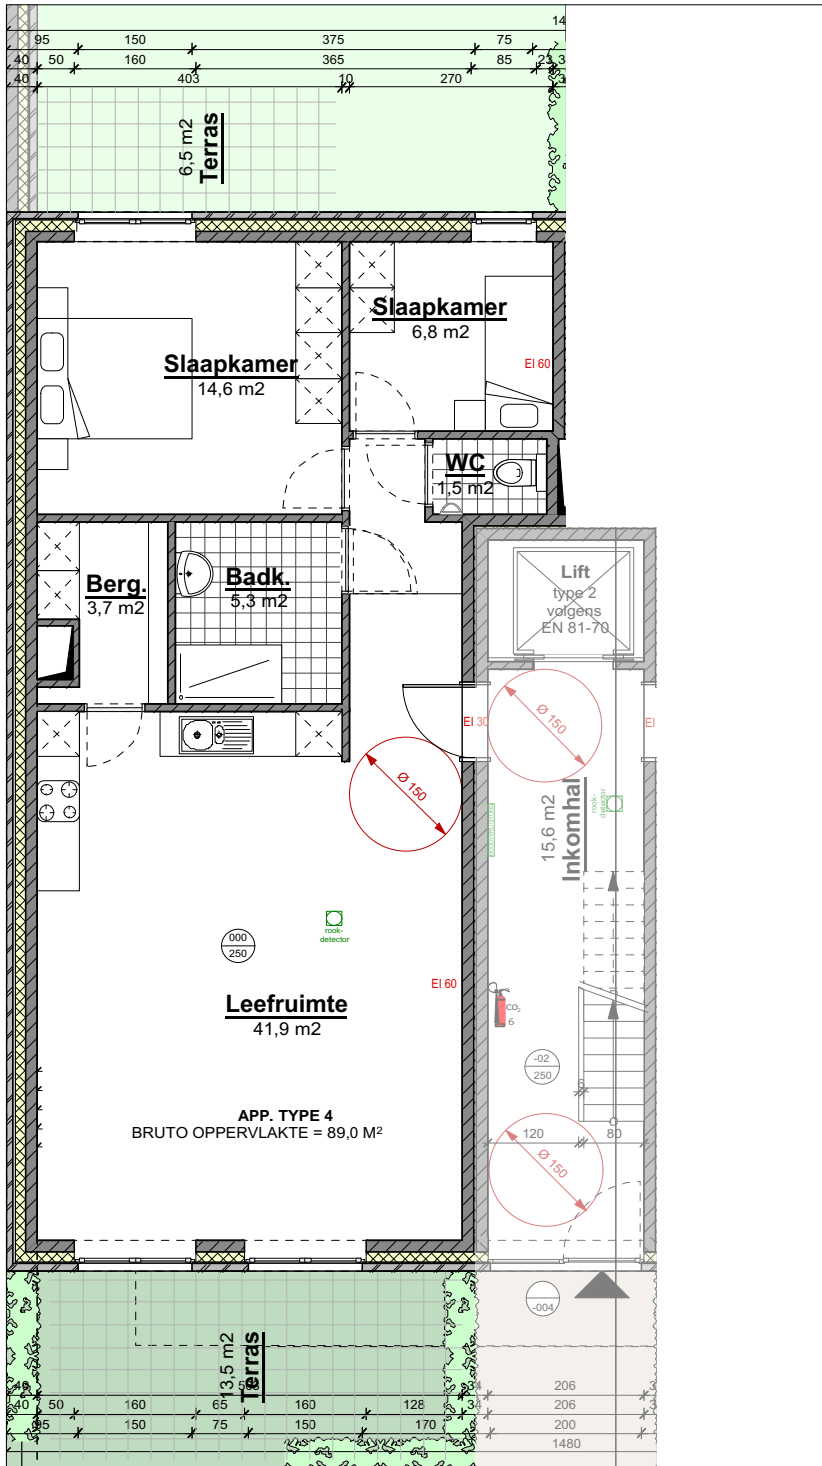 14
95 150 375 75
40 50 160 365 85 23 3
40 403 10 270 3
6,5 m2
Terras
Slaapkamer
14,6 m2
Slaapkamer
6,8 m2
EI 60
WC
1,5 m2
Berg.
3,7 m2
Badk.
5,3 m2
Lift
type 2
volgens
EN 81-70
EI 30
EI
Ø 150
Ø 150
15,6 m2
Inkomhal
rook-
detector
rook-
detector
000
250
EI 60
Leefruimte
41,9 m2
CO2
6
-02
250
6
APP. TYPE 4
BRUTO OPPERVLAKTE = 89,0 M²
120 80
Ø 150
-004
13,5 m2
Terras
40 34 206 3
40 50 160 65 160 128 34 206 3
95 150 75 150 170 200
1480